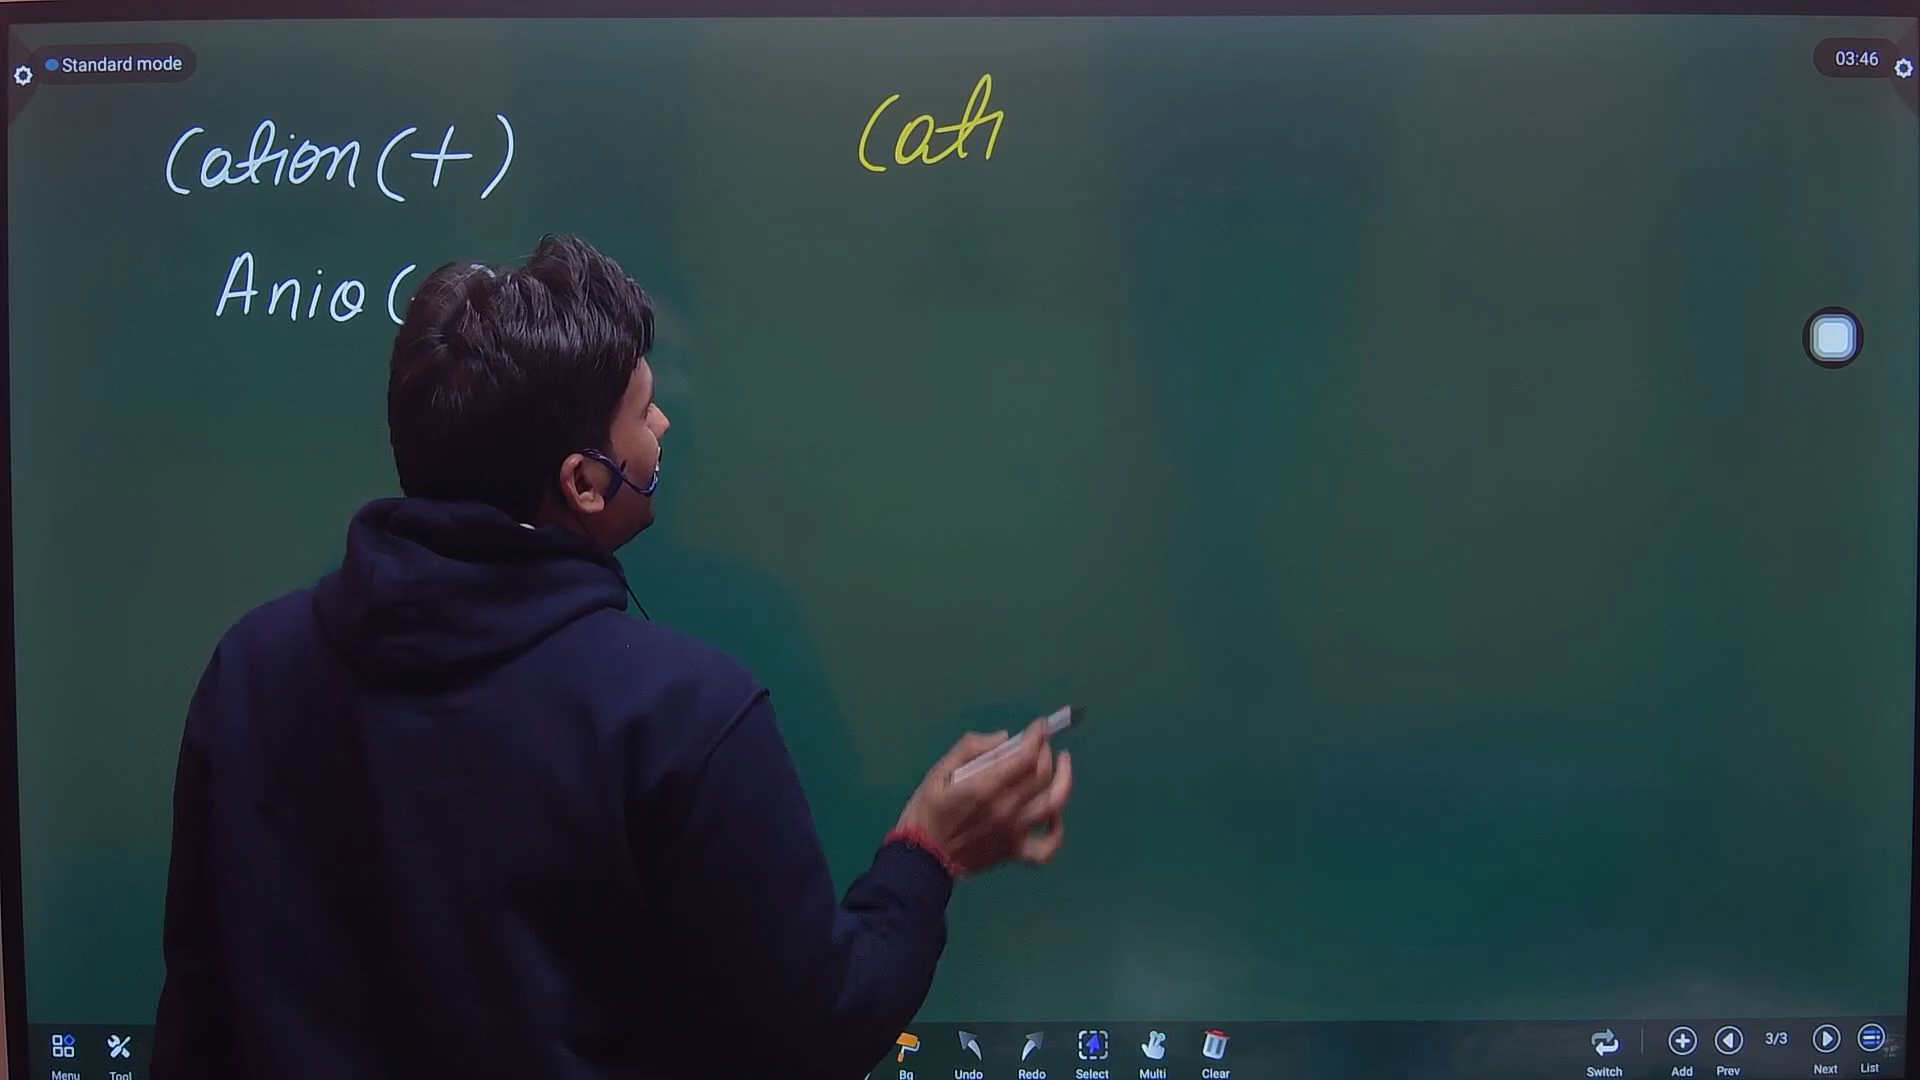 Standard mode
03:46
Cation (+)
Cati
Anio (
Menu
Tool
Bg
Undo
Redo
Select
Multi
Clear
Switch
Add
Prev
3/3
Next
List